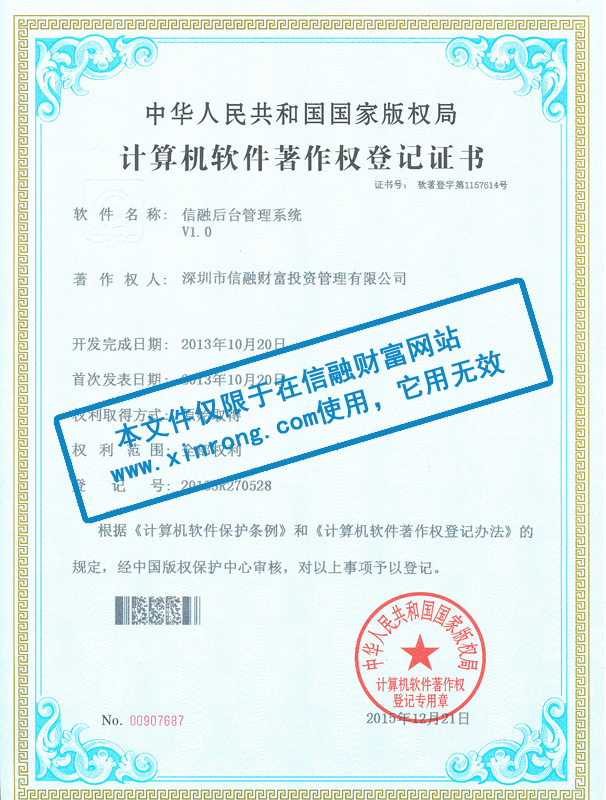 中华人民共和国国家版权局
计算机软件著作权登记证书
证书号： 软著登字第1157614号
软件名称： 信融后台管理系统
V1.0
著作权人： 深圳市信融财富投资管理有限公司
开发完成日期： 2013年10月20日
首次发表日期： 2013年10月20日
权利取得方式： 原始取得
权利范围： 全部权利
登记号： 2015SR270528
本文件仅限于在信融财富网站
www.xinrong.com使用，它用无效
根据《计算机软件保护条例》和《计算机软件著作权登记办法》的
规定，经中国版权保护中心审核，对以上事项予以登记。
中华人民共和国国家版权局
计算机软件著作权
登记专用章
No. 00907687
2015年12月21日